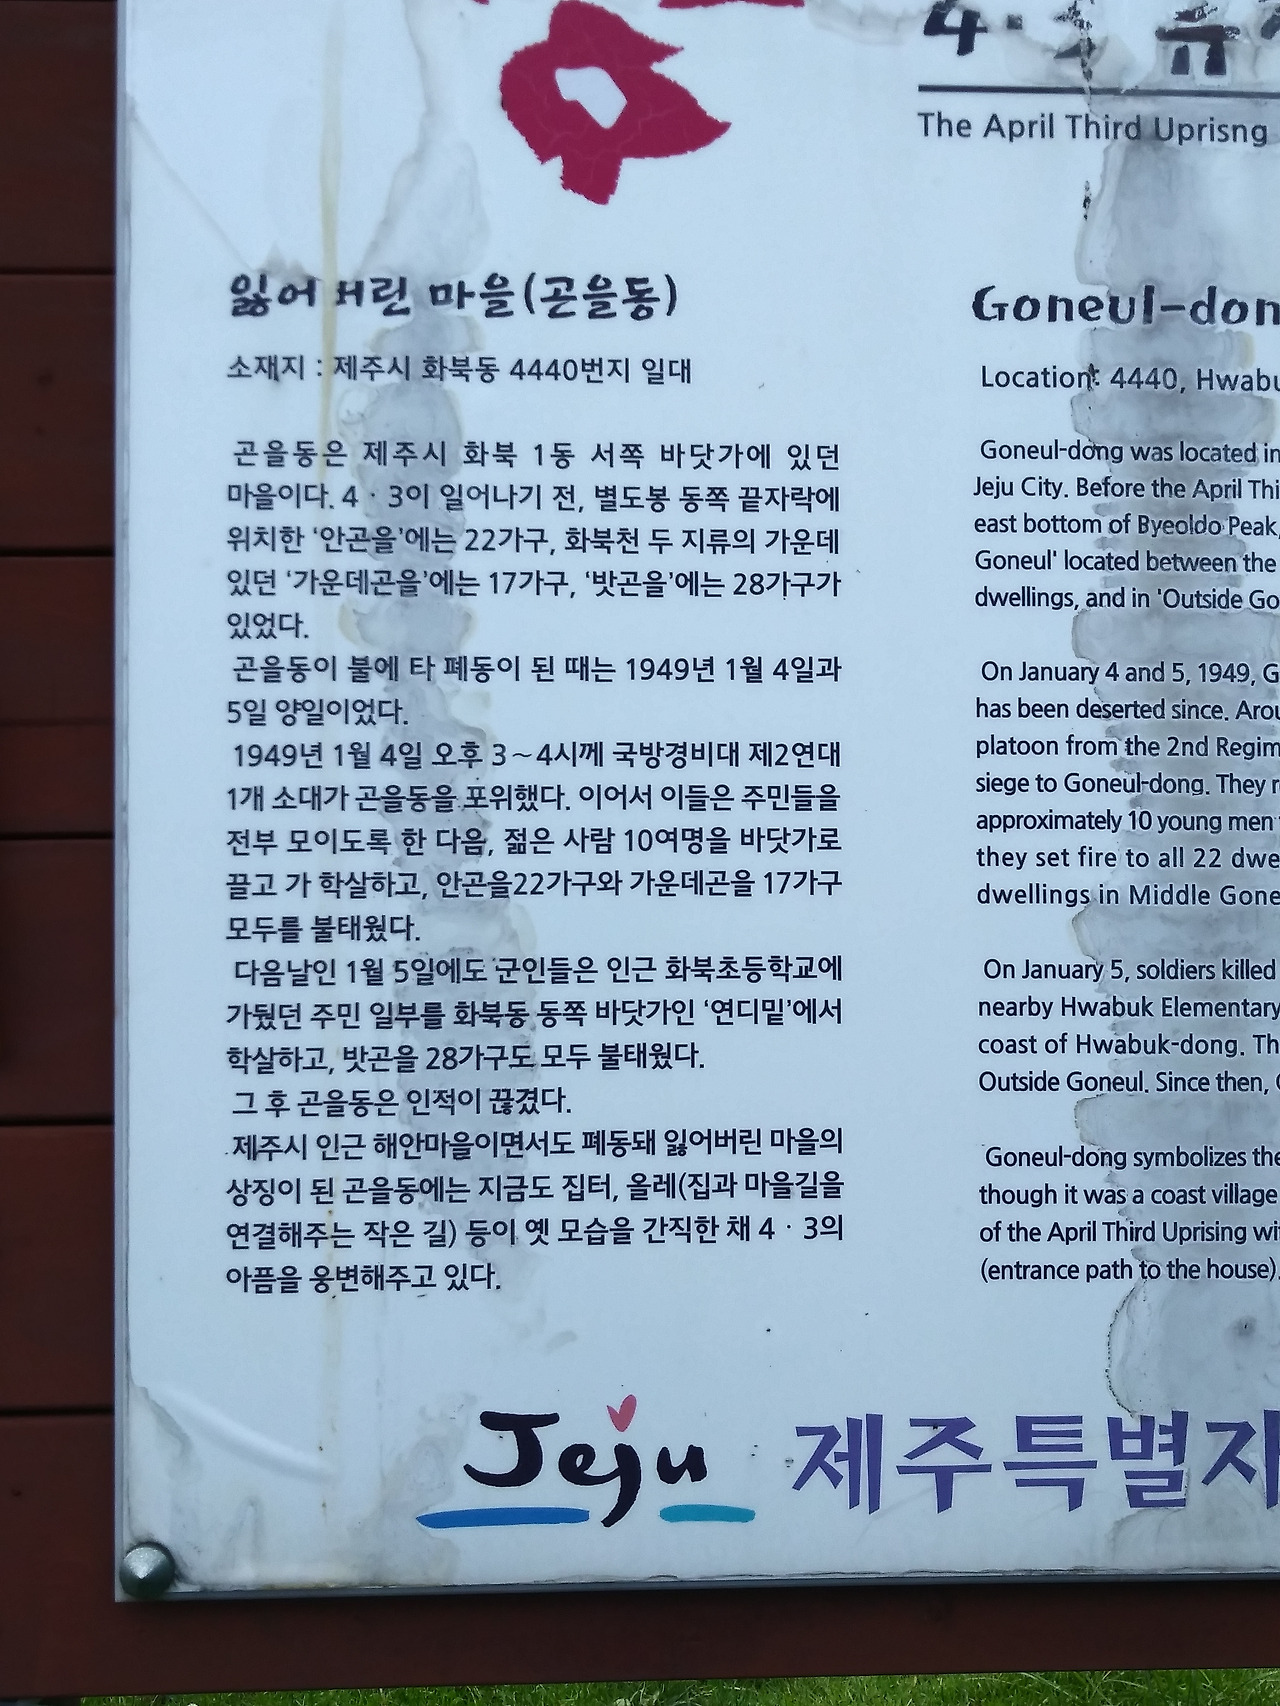 4·3 유
The April Third Uprisng
잃어버린 마을(곤을동)
소재지 : 제주시 화북동 4440번지 일대
곤을동은 제주시 화북 1동 서쪽 바닷가에 있던
마을이다. 4 · 3이 일어나기 전, 별도봉 동쪽 끝자락에
위치한 ‘안곤을’에는 22가구, 화북천 두 지류의 가운데
있던 ‘가운데곤을’에는 17가구, ‘밧곤을’에는 28가구가
있었다.
곤을동이 불에 타 폐동이 된 때는 1949년 1월 4일과
5일 양일이었다.
1949년 1월 4일 오후 3~4시께 국방경비대 제2연대
1개 소대가 곤을동을 포위했다. 이어서 이들은 주민들을
전부 모이도록 한 다음, 젊은 사람 10여명을 바닷가로
끌고 가 학살하고, 안곤을22가구와 가운데곤을 17가구
모두를 불태웠다.
다음날인 1월 5일에도 군인들은 인근 화북초등학교에
가뒀던 주민 일부를 화북동 동쪽 바닷가인 ‘연디밑’에서
학살하고, 밧곤을 28가구도 모두 불태웠다.
그 후 곤을동은 인적이 끊겼다.
제주시 인근 해안마을이면서도 폐동돼 잃어버린 마을의
상징이 된 곤을동에는 지금도 집터, 올레(집과 마을길을
연결해주는 작은 길) 등이 옛 모습을 간직한 채 4 · 3의
아픔을 웅변해주고 있다.
Goneul-don
Location: 4440, Hwabu
Goneul-dong was located in
Jeju City. Before the April Thi
east bottom of Byeoldo Peak,
Goneul' located between the
dwellings, and in 'Outside Go
On January 4 and 5, 1949, G
has been deserted since. Arou
platoon from the 2nd Regim
siege to Goneul-dong. They r
approximately 10 young men
they set fire to all 22 dwe
dwellings in Middle Gone
On January 5, soldiers killed
nearby Hwabuk Elementary
coast of Hwabuk-dong. Th
Outside Goneul. Since then,
Goneul-dong symbolizes the
though it was a coast village
of the April Third Uprising wi
(entrance path to the house).
Jeju 제주특별자